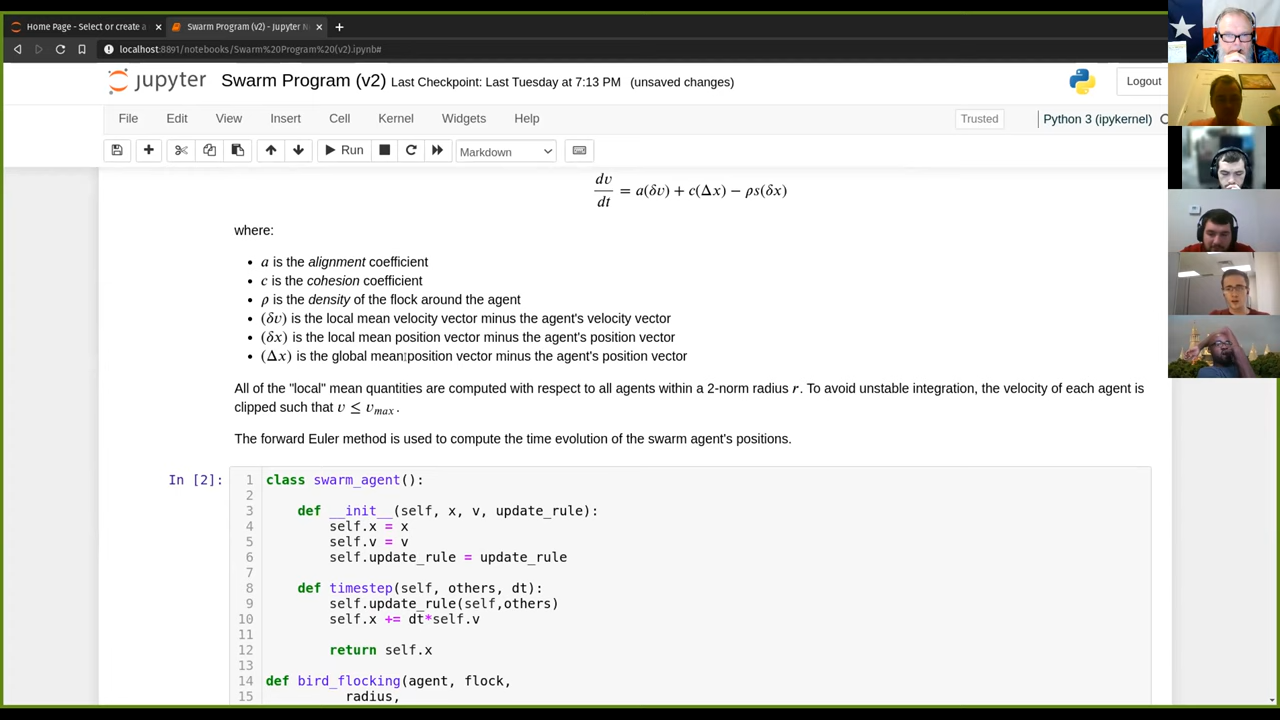 Home Page - Select or create a
Swarm Program (v2) - Jupyter N
localhost:8891/notebooks/Swarm%20Program%20(v2).ipynb#
jupyter Swarm Program (v2) Last Checkpoint: Last Tuesday at 7:13 PM (unsaved changes)
Logout
File Edit View Insert Cell Kernel Widgets Help
Trusted Python 3 (ipykernel)
Run Markdown
dv/dt = a(δv) + c(Δx) − ρs(δx)
where:
• a is the alignment coefficient
• c is the cohesion coefficient
• ρ is the density of the flock around the agent
• (δv) is the local mean velocity vector minus the agent's velocity vector
• (δx) is the local mean position vector minus the agent's position vector
• (Δx) is the global mean position vector minus the agent's position vector
All of the "local" mean quantities are computed with respect to all agents within a 2-norm radius r. To avoid unstable integration, the velocity of each agent is
clipped such that v ≤ vmax.
The forward Euler method is used to compute the time evolution of the swarm agent's positions.
In [2]:
1 class swarm_agent():
2
3 def __init__(self, x, v, update_rule):
4 self.x = x
5 self.v = v
6 self.update_rule = update_rule
7
8 def timestep(self, others, dt):
9 self.update_rule(self,others)
10 self.x += dt*self.v
11
12 return self.x
13
14 def bird_flocking(agent, flock,
15 radius,